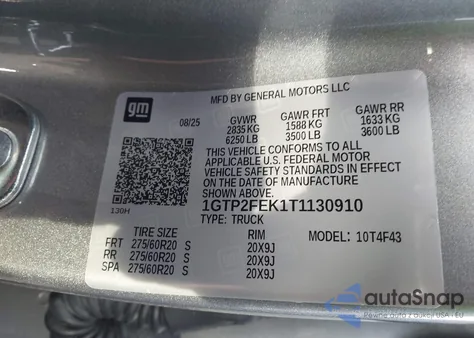 gm
MFD BY GENERAL MOTORS LLC
08/25 GVWR GAWR FRT GAWR RR
2835 KG 1588 KG 1633 KG
6250 LB 3500 LB 3600 LB
THIS VEHICLE CONFORMS TO ALL
APPLICABLE U.S. FEDERAL MOTOR
VEHICLE SAFETY STANDARDS IN
EFFECT ON THE DATE OF
MANUFACTURE SHOWN ABOVE.
1GTP2FEK1T1130910
130H TYPE: TRUCK
TIRE SIZE RIM MODEL: 10T4F43
FRT 275/60R20 S 20X9J
RR 275/60R20 S 20X9J
SPA 275/60R20 S 20X9J
autoSnap